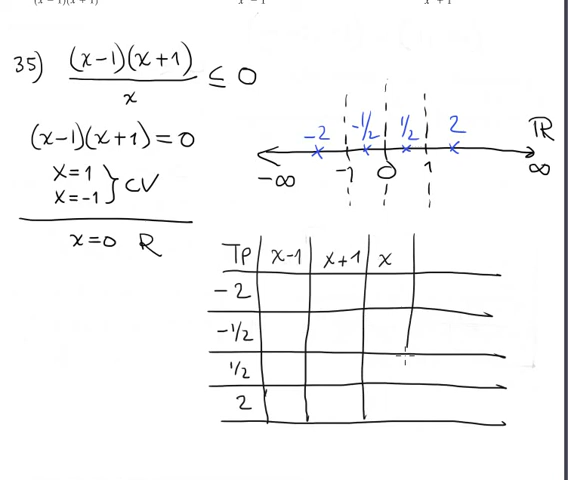 35) (x-1)(x+1)/x ≤ 0
(x-1)(x+1) = 0
x=1
x=-1 } CV
x=0 R
-2 -1/2 1/2 2 ℝ
-∞ -1 0 1 ∞
TP x-1 x+1 x
-2
-1/2
1/2
2